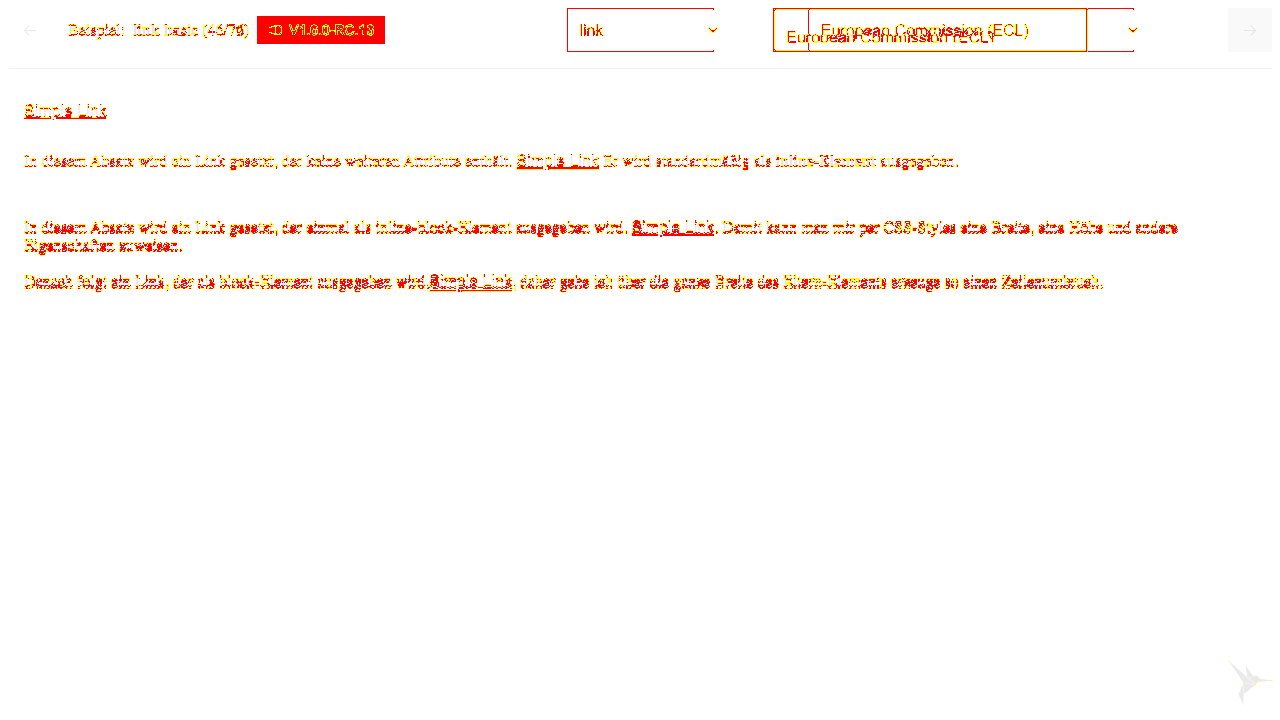 Beispiel: link basic (46/76) V1.6.0-RC.19
link
European Commission (ECL)
European Commission (ECL)
Simple Link
In diesem Absatz wird ein Link gesetzt, der keine weiteren Attribute enthält. Simple Link Er wird standardmäßig als inline-Element ausgegeben.
In diesem Absatz wird ein Link gesetzt, der einmal als inline-block-Element ausgegeben wird. Simple Link. Damit kann man mir per CSS-Styles eine Breite, eine Höhe und andere
Eigenschaften zuweisen.
Danach folgt ein Link, der als block-Element ausgegeben wird.Simple Link, daher gehe ich über die ganze Breite des Eltern-Elements erzeuge so einen Zeilenumbruch.